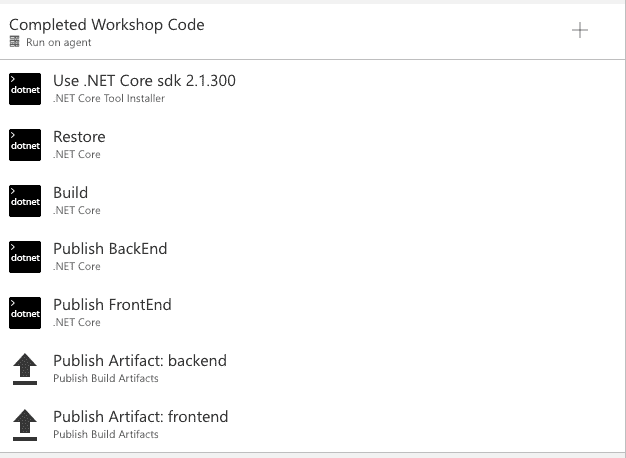 Completed Workshop Code
Run on agent
dotnet
Use .NET Core sdk 2.1.300
.NET Core Tool Installer
dotnet
Restore
.NET Core
dotnet
Build
.NET Core
dotnet
Publish BackEnd
.NET Core
dotnet
Publish FrontEnd
.NET Core
Publish Artifact: backend
Publish Build Artifacts
Publish Artifact: frontend
Publish Build Artifacts